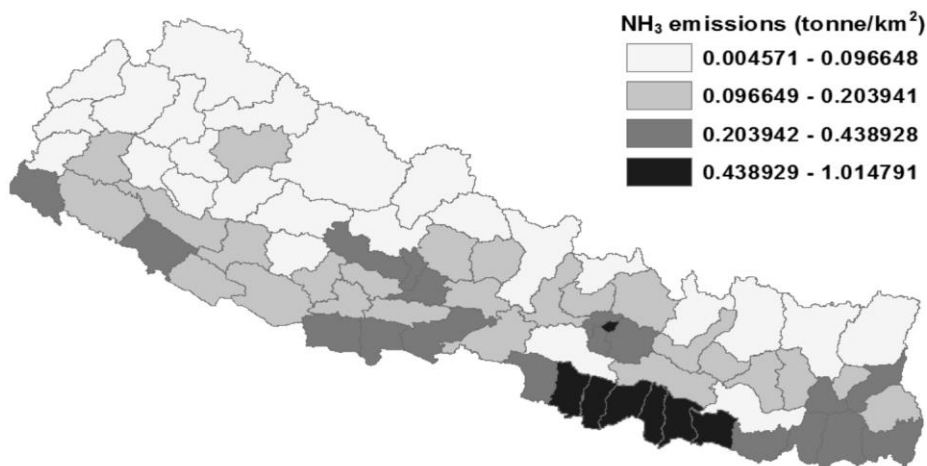 NH₃ emissions (tonne/km²)
0.004571 - 0.096648
0.096649 - 0.203941
0.203942 - 0.438928
0.438929 - 1.014791